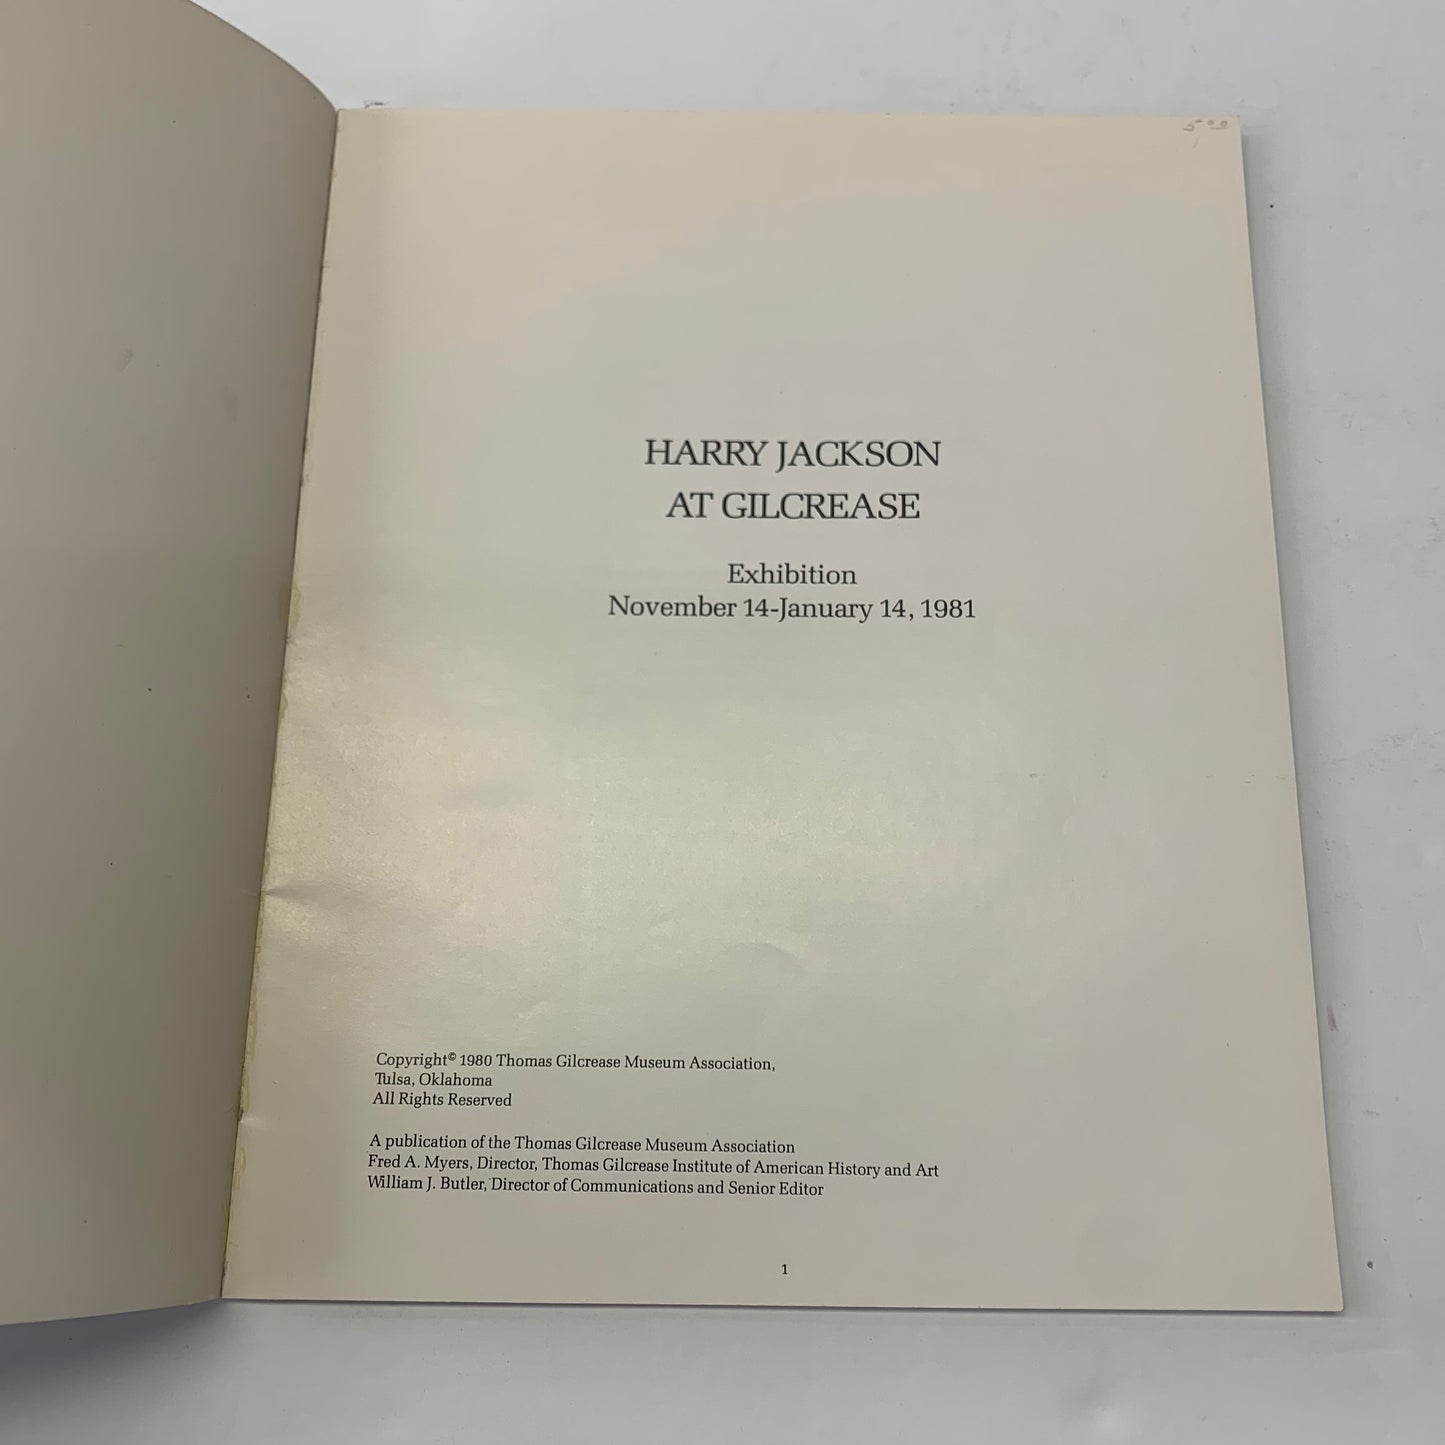 5 00
HARRY JACKSON
AT GILCREASE
Exhibition
November 14-January 14, 1981
Copyright© 1980 Thomas Gilcrease Museum Association,
Tulsa, Oklahoma
All Rights Reserved
A publication of the Thomas Gilcrease Museum Association
Fred A. Myers, Director, Thomas Gilcrease Institute of American History and Art
William J. Butler, Director of Communications and Senior Editor
1